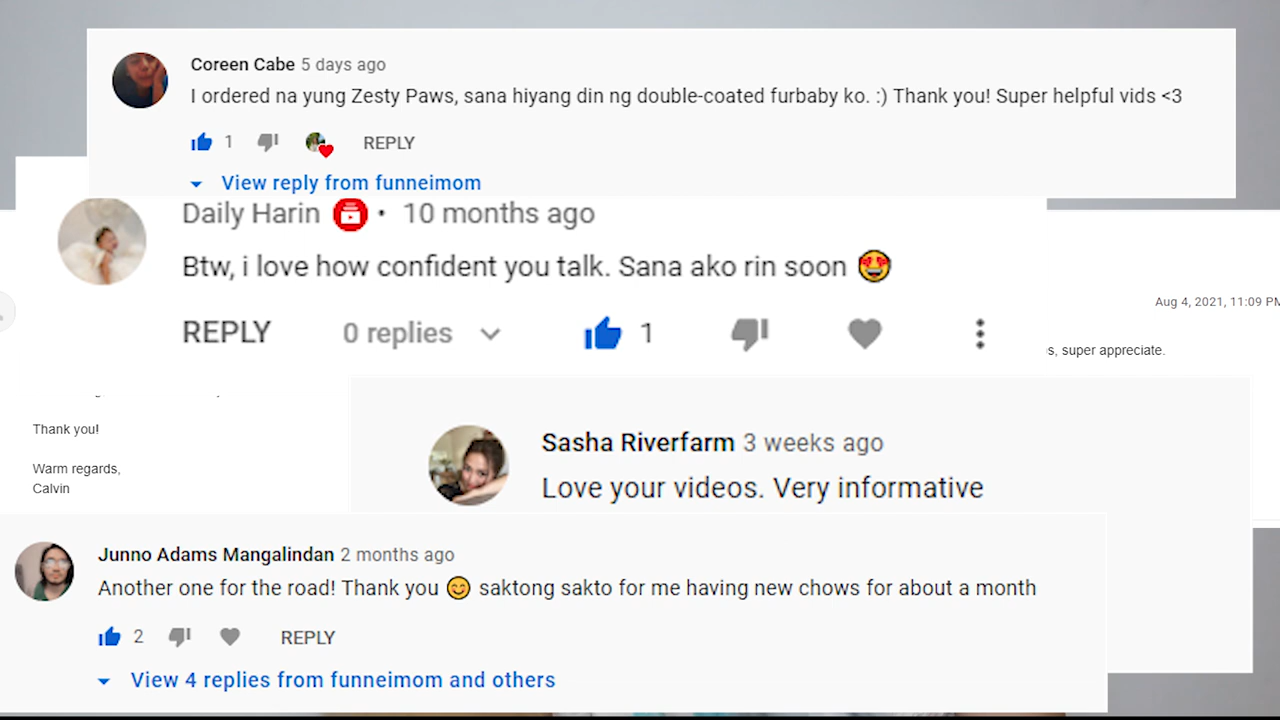 Coreen Cabe 5 days ago
I ordered na yung Zesty Paws, sana hiyang din ng double-coated furbaby ko. :) Thank you! Super helpful vids <3
1 REPLY
View reply from funneimom
Daily Harin • 10 months ago
Btw, i love how confident you talk. Sana ako rin soon 😍
REPLY 0 replies 1
Aug 4, 2021, 11:09 PM
s, super appreciate.
Thank you!
Warm regards,
Calvin
Sasha Riverfarm 3 weeks ago
Love your videos. Very informative
Junno Adams Mangalindan 2 months ago
Another one for the road! Thank you 😊 saktong sakto for me having new chows for about a month
2 REPLY
View 4 replies from funneimom and others